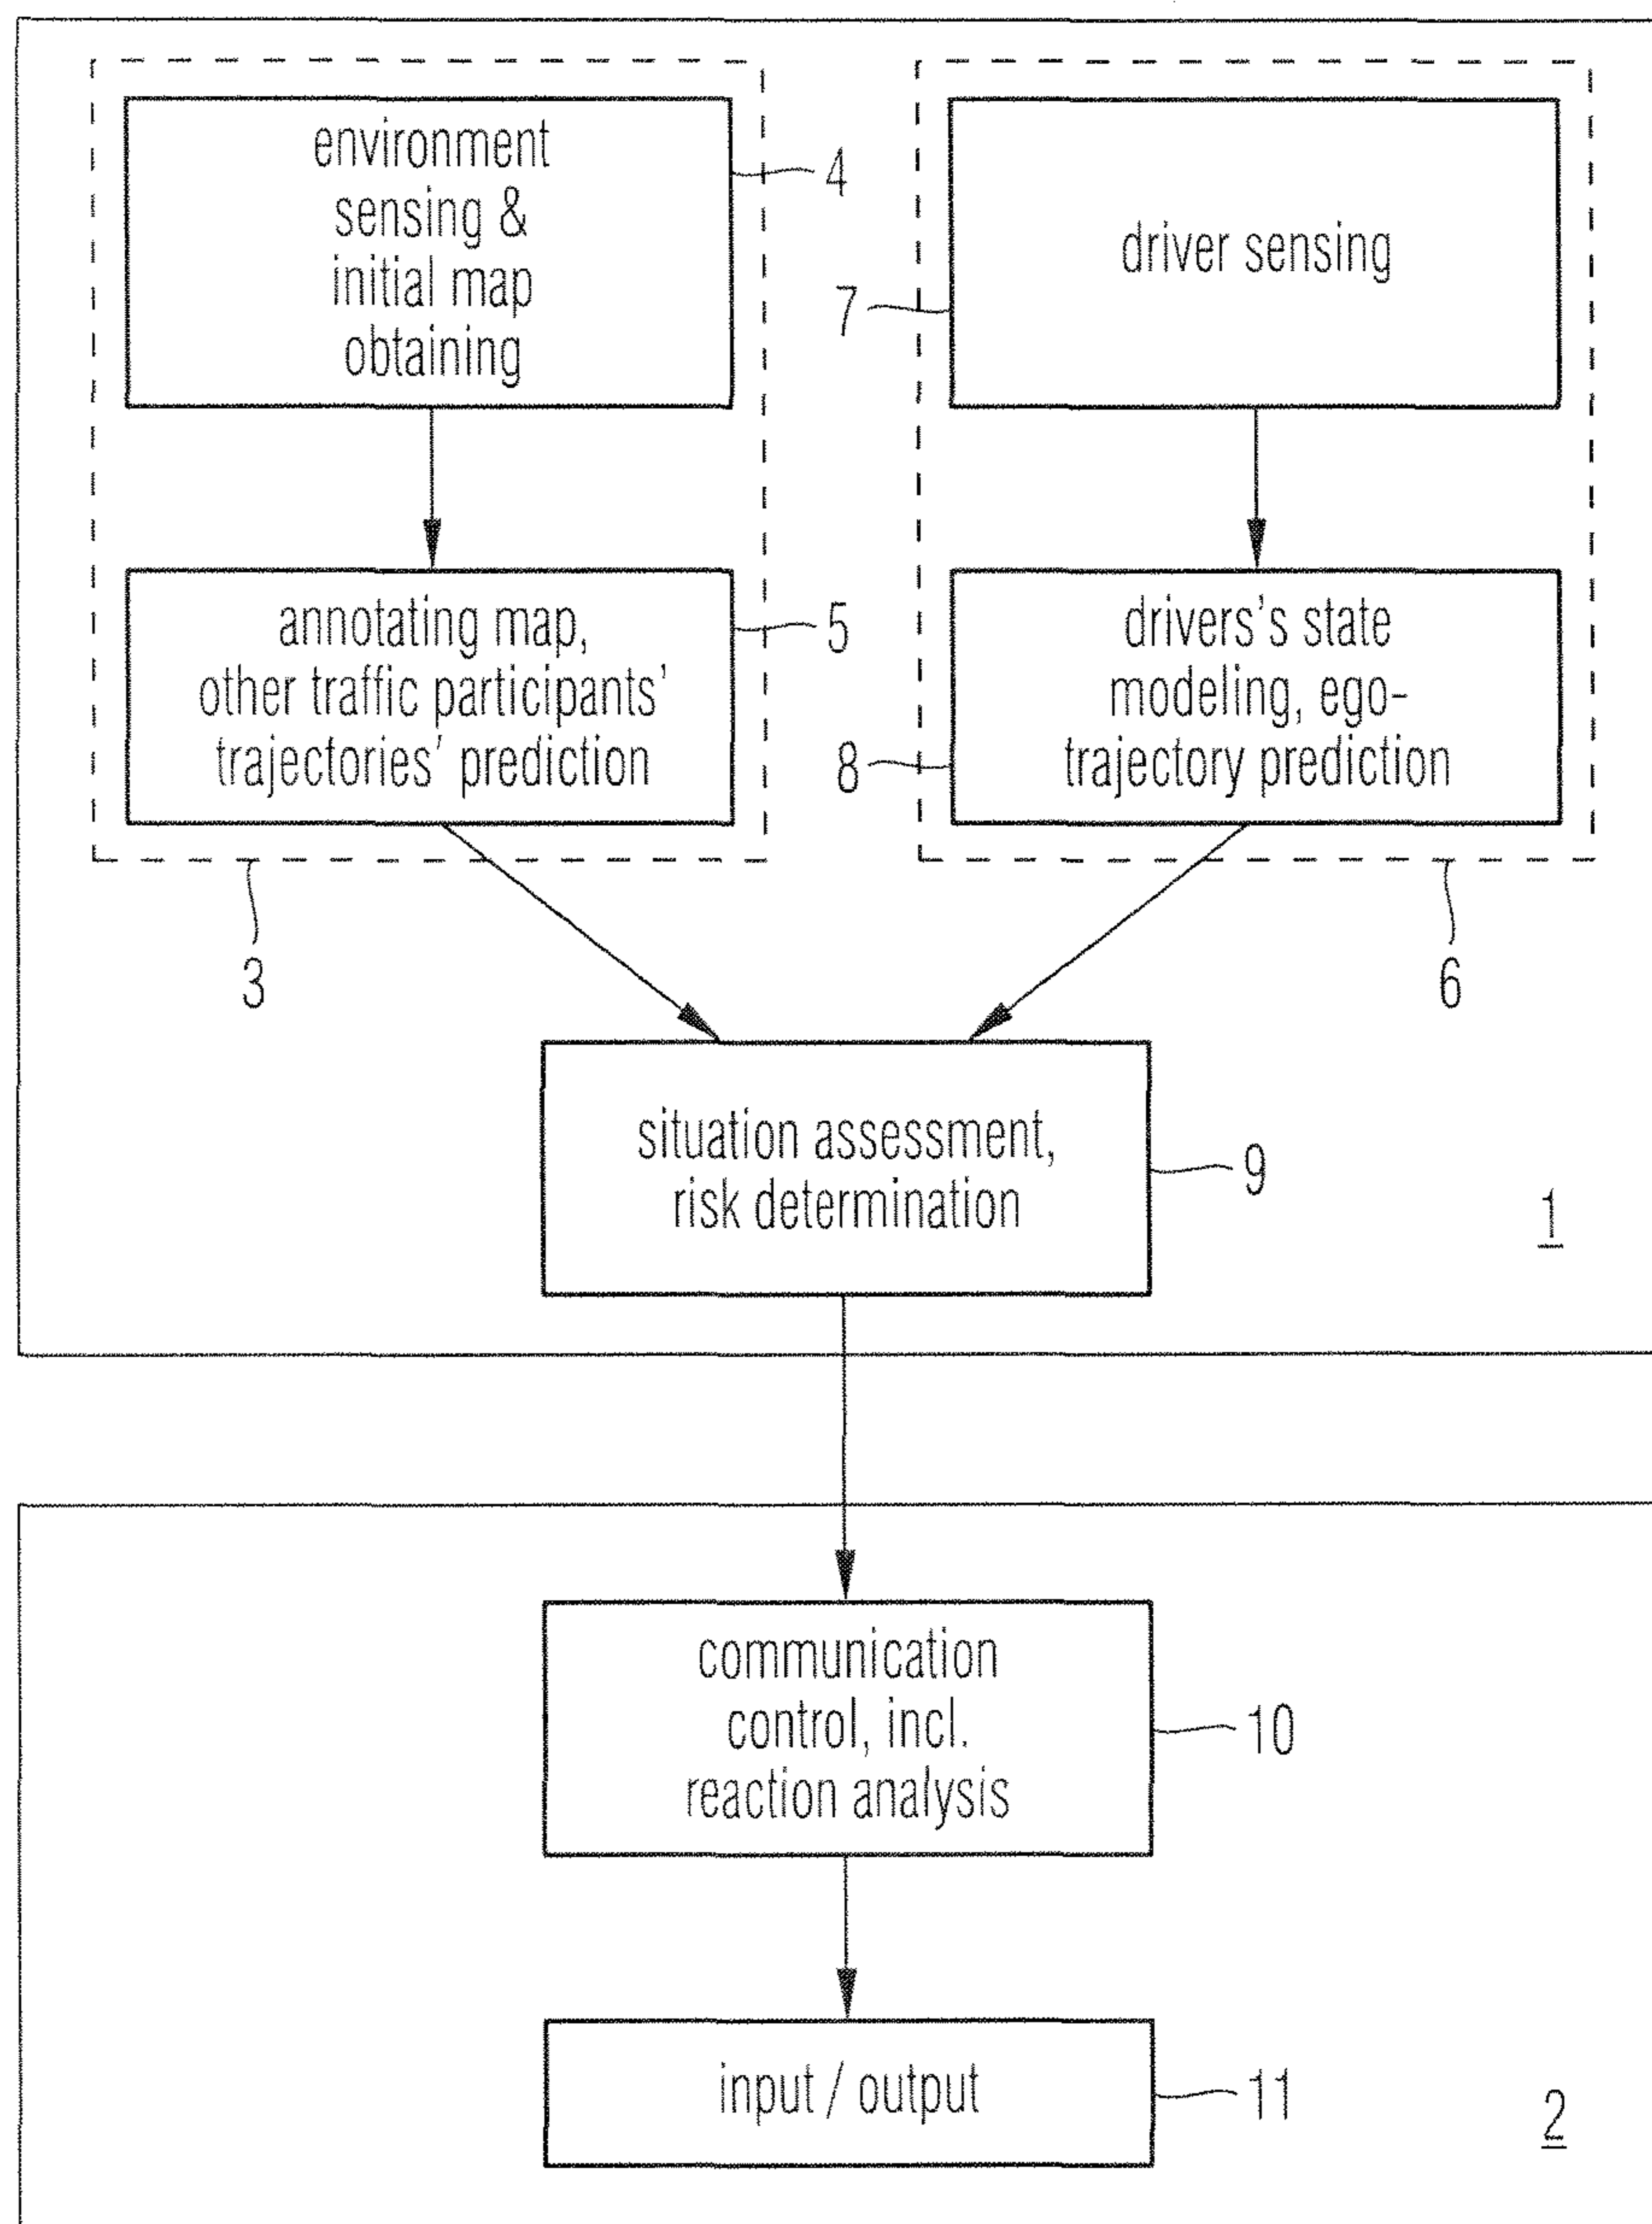 environment
sensing &
initial map
obtaining
4
driver sensing
7
annotating map,
other traffic participants'
trajectories' prediction
5
drivers's state
modeling, ego-
trajectory prediction
8
3
6
situation assessment,
risk determination
9
1
communication
control, incl.
reaction analysis
10
input / output
11
2